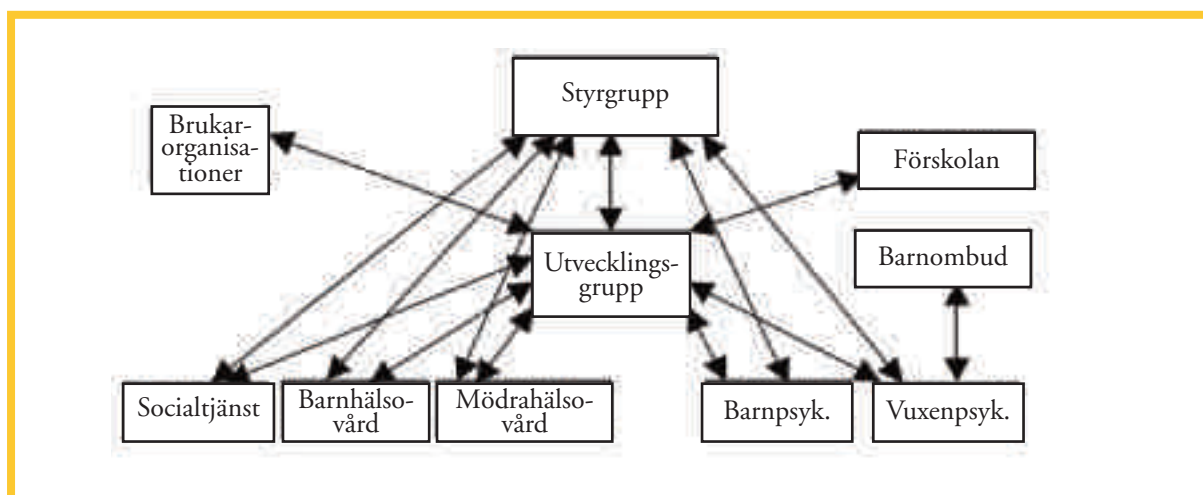 Styrgrupp
Brukar-
organisa-
tioner
Förskolan
Utvecklings-
grupp
Barnombud
Socialtjänst
Barnhälso-
vård
Mödrahälso-
vård
Barnpsyk.
Vuxenpsyk.